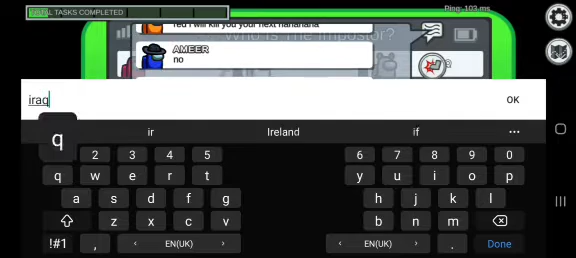 TOTAL TASKS COMPLETED
Ping: 103 ms
red i will kill you your next hahahaha
Who Is The Impostor?
AMEER
no
iraq
OK
q
ir
Ireland
if
...
2 3 4 5 6 7 8 9 0
q w e r t y u i o p
a s d f g h j k l
z x c v b n m
!#1 , < EN(UK) > < EN(UK) > . Done